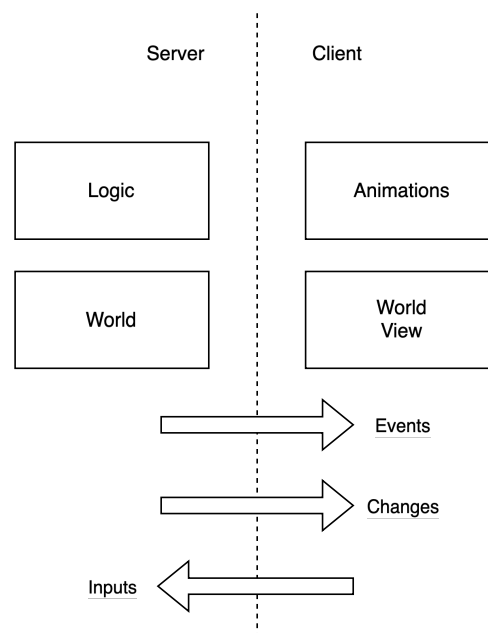 Server
Client
Logic
Animations
World
World
View
Events
Changes
Inputs